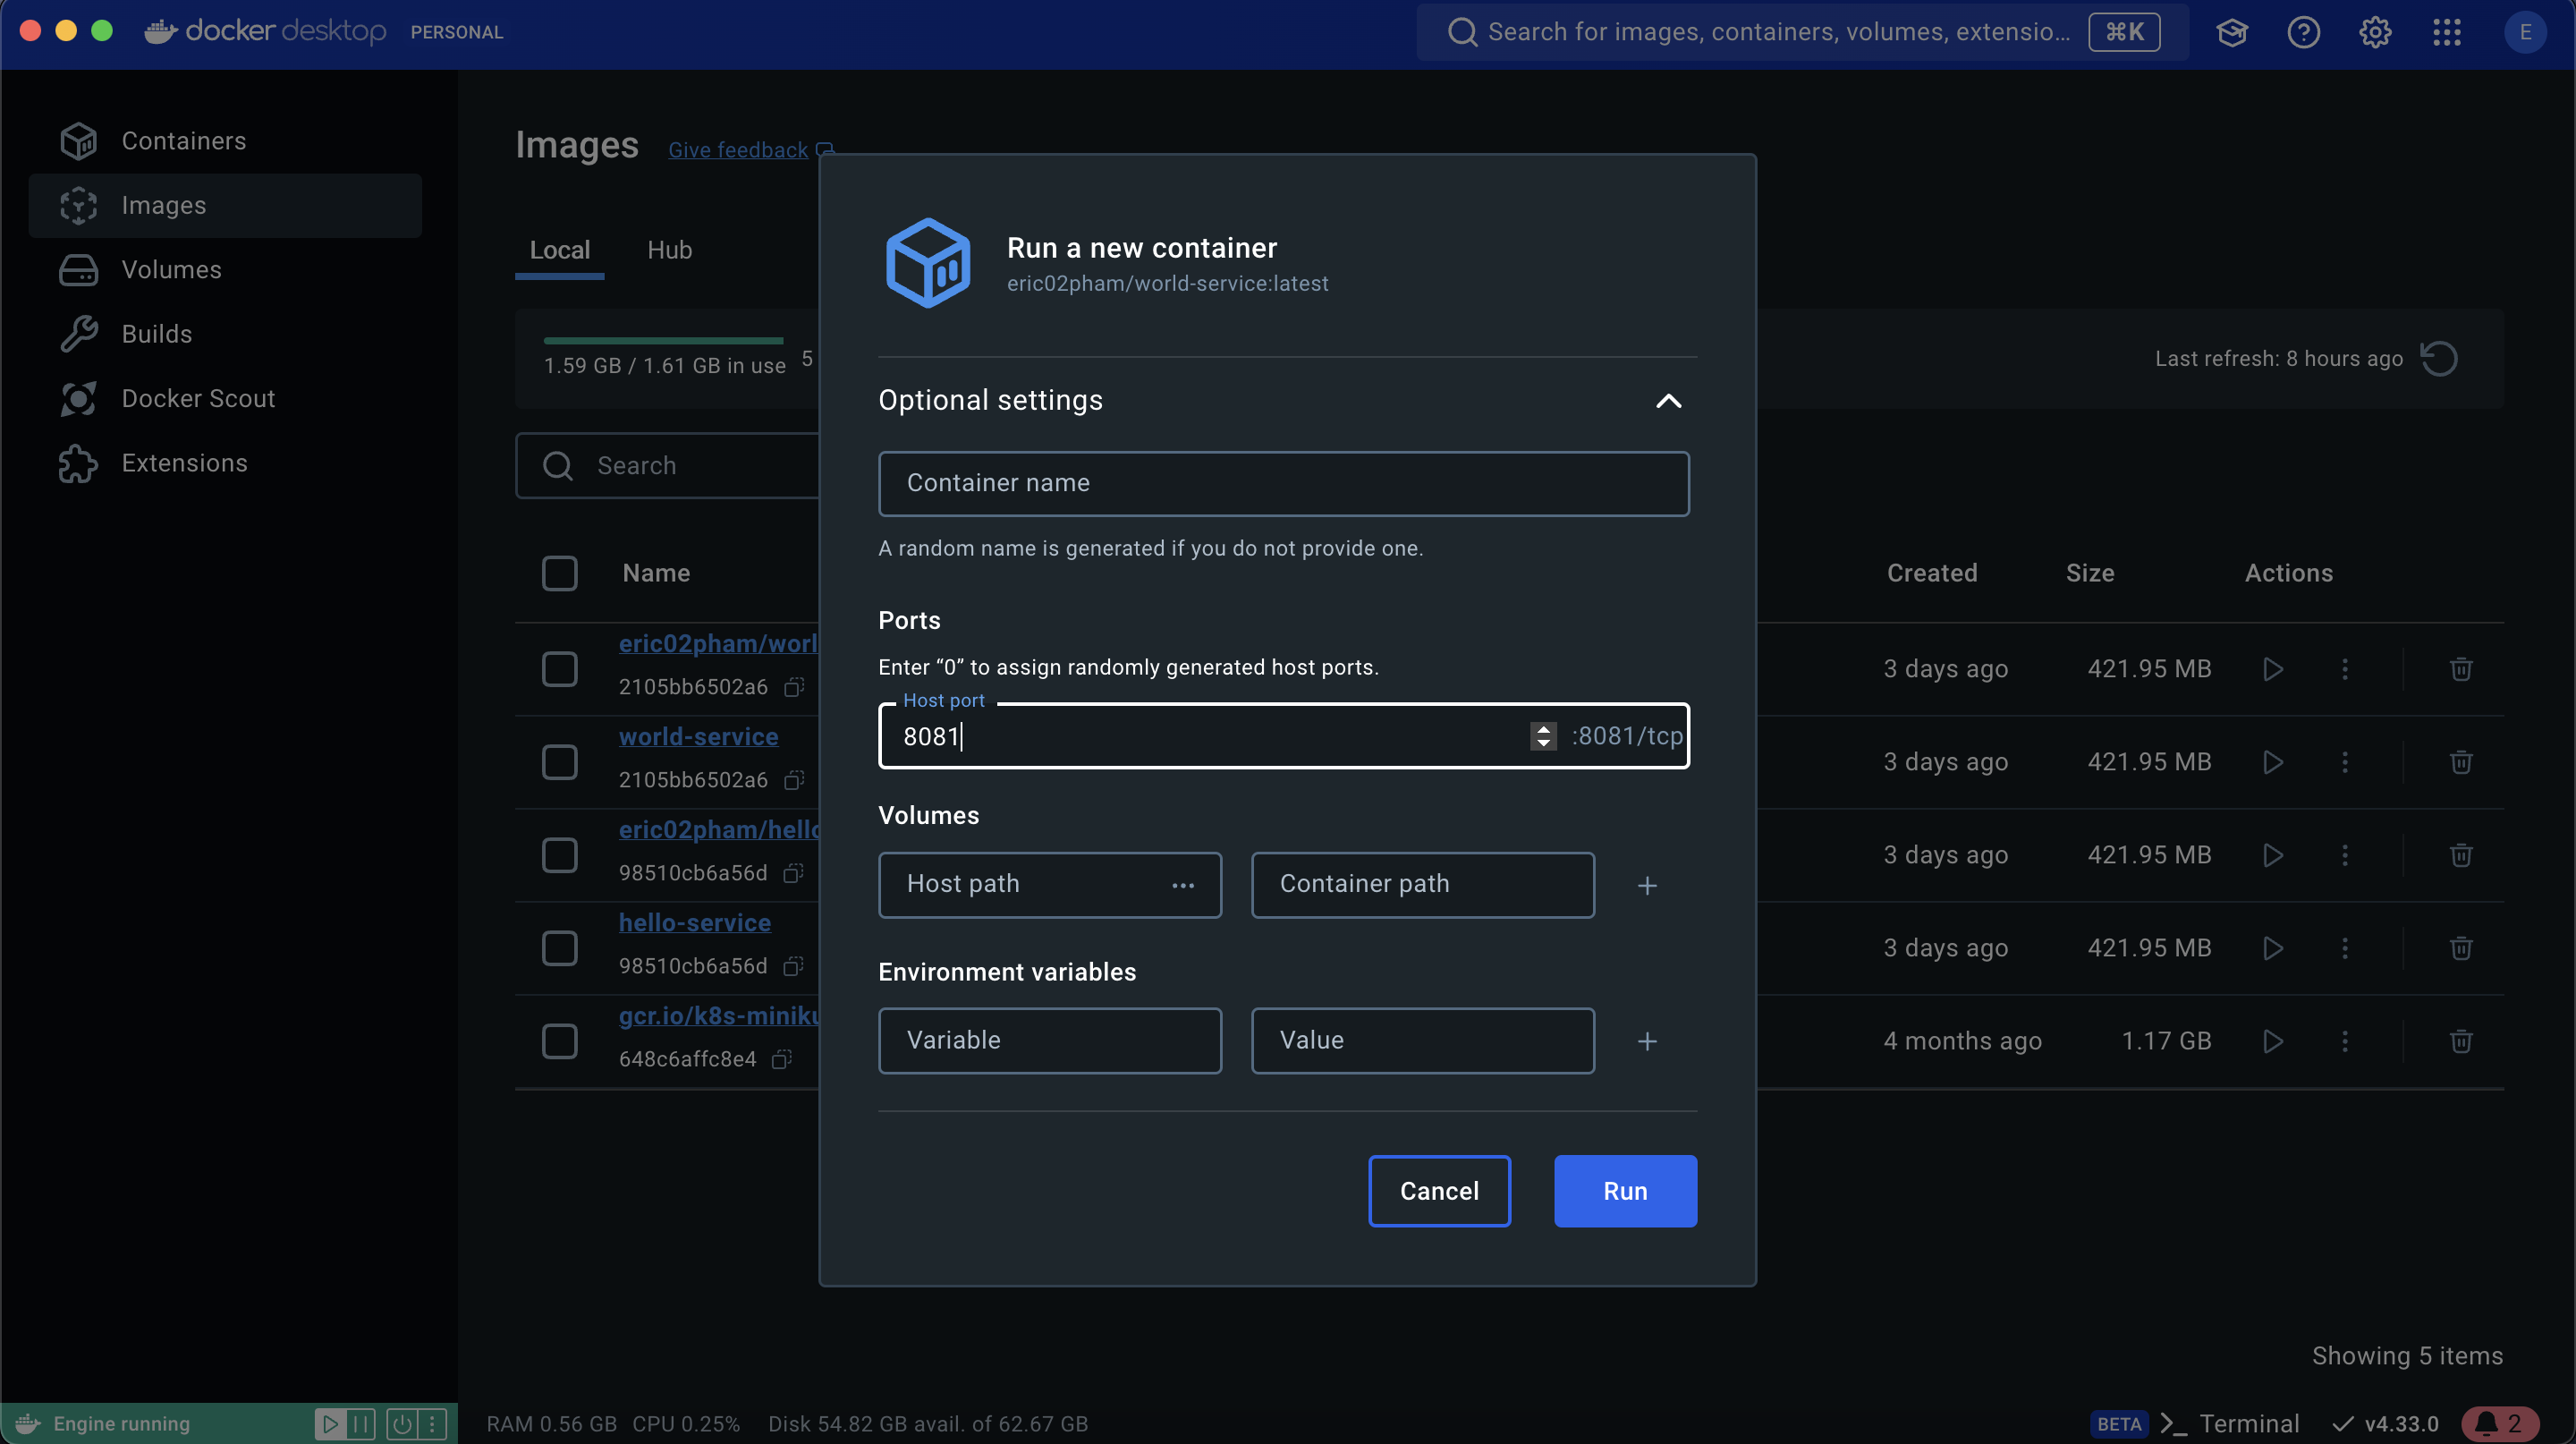 docker desktop PERSONAL
Search for images, containers, volumes, extensio... ⌘K
E
Containers
Images
Volumes
Builds
Docker Scout
Extensions
Images Give feedback
Local Hub
1.59 GB / 1.61 GB in use 5
Last refresh: 8 hours ago
Search
Name Created Size Actions
eric02pham/worl
2105bb6502a6
3 days ago 421.95 MB
world-service
2105bb6502a6
3 days ago 421.95 MB
eric02pham/hello
98510cb6a56d
3 days ago 421.95 MB
hello-service
98510cb6a56d
3 days ago 421.95 MB
gcr.io/k8s-miniku
648c6affc8e4
4 months ago 1.17 GB
Run a new container
eric02pham/world-service:latest
Optional settings
Container name
A random name is generated if you do not provide one.
Ports
Enter “0” to assign randomly generated host ports.
Host port
8081 :8081/tcp
Volumes
Host path ... Container path +
Environment variables
Variable Value +
Cancel Run
Showing 5 items
Engine running
RAM 0.56 GB CPU 0.25% Disk 54.82 GB avail. of 62.67 GB
BETA >_ Terminal v4.33.0 2